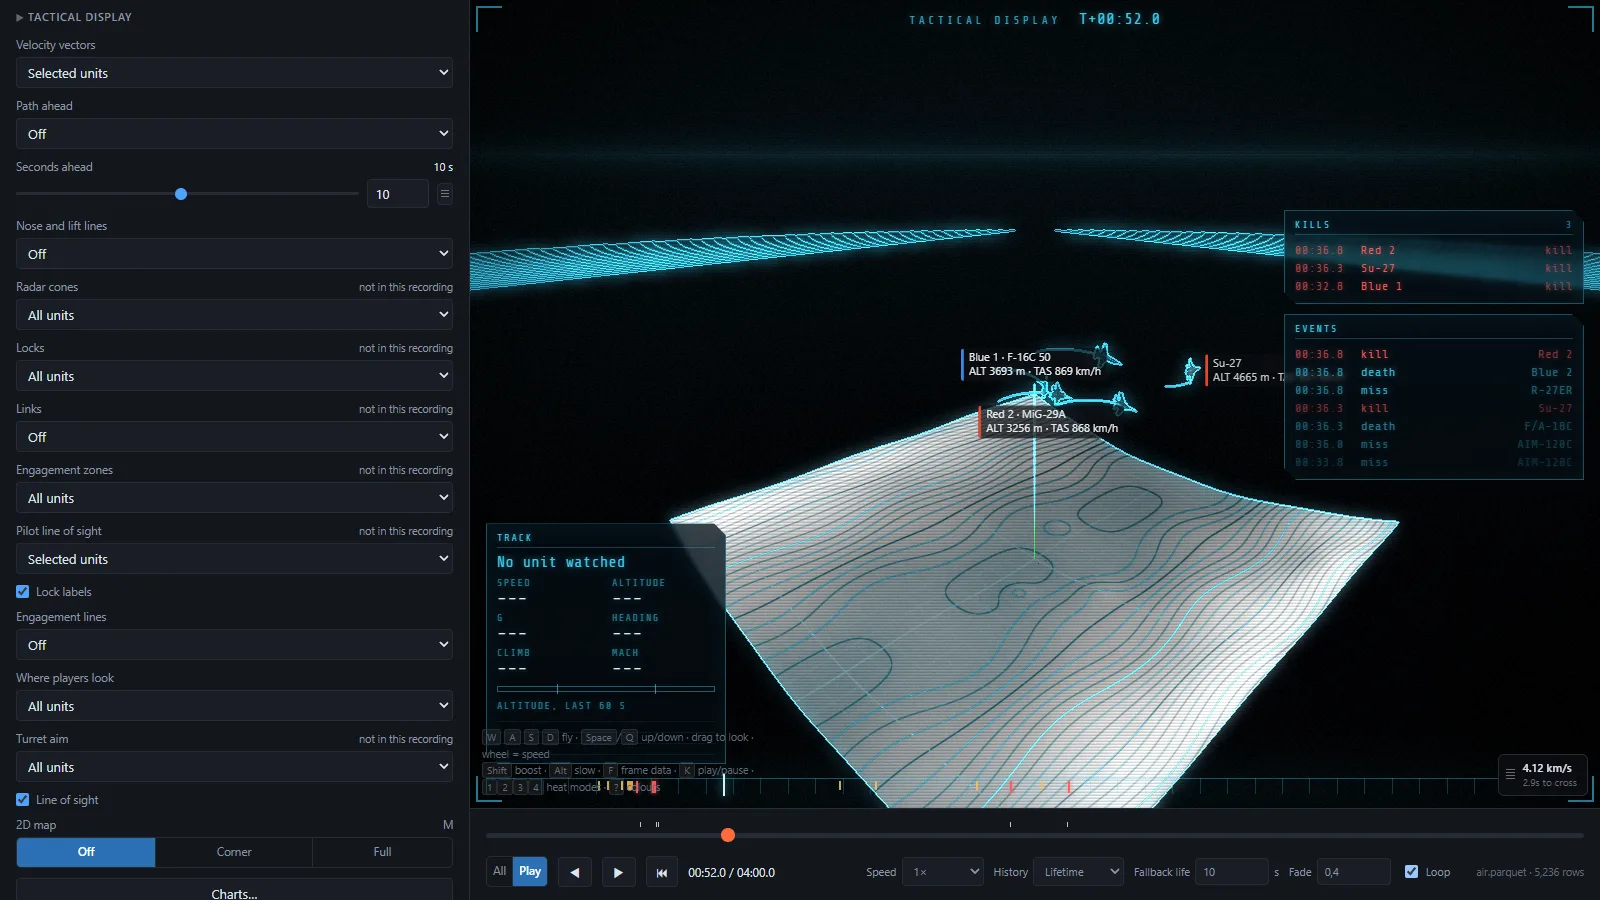 ▶ TACTICAL DISPLAY
Velocity vectors
Selected units
Path ahead
Off
Seconds ahead 10 s
10
Nose and lift lines
Off
Radar cones not in this recording
All units
Locks not in this recording
All units
Links not in this recording
Off
Engagement zones not in this recording
All units
Pilot line of sight not in this recording
Selected units
Lock labels
Engagement lines
Off
Where players look
All units
Turret aim not in this recording
All units
Line of sight
2D map M
Off Corner Full
Charts...
TACTICAL DISPLAY T+00:52.0
KILLS 3
00:36.8 Red 2 kill
00:36.3 Su-27 kill
00:32.8 Blue 1 kill
EVENTS
00:36.8 kill Red 2
00:36.8 death Blue 2
00:36.8 miss R-27ER
00:36.3 kill Su-27
00:36.3 death F/A-18C
00:36.0 miss AIM-120C
00:33.8 miss AIM-120C
Blue 1 · F-16C 50
ALT 3693 m · TAS 869 km/h
Su-27
ALT 4665 m · T
Red 2 · MiG-29A
ALT 3256 m · TAS 868 km/h
TRACK
No unit watched
SPEED ALTITUDE
--- ---
G HEADING
--- ---
CLIMB MACH
--- ---
ALTITUDE, LAST 60 S
W A S D fly · Space / Q up/down · drag to look ·
wheel = speed
Shift boost · Alt slow · F frame data · K play/pause ·
1 2 3 4 heat mode
4.12 km/s
2.9s to cross
All Play ◀ ▶ ⏮ 00:52.0 / 04:00.0 Speed 1× History Lifetime Fallback life 10 s Fade 0,4 Loop air.parquet · 5,236 rows